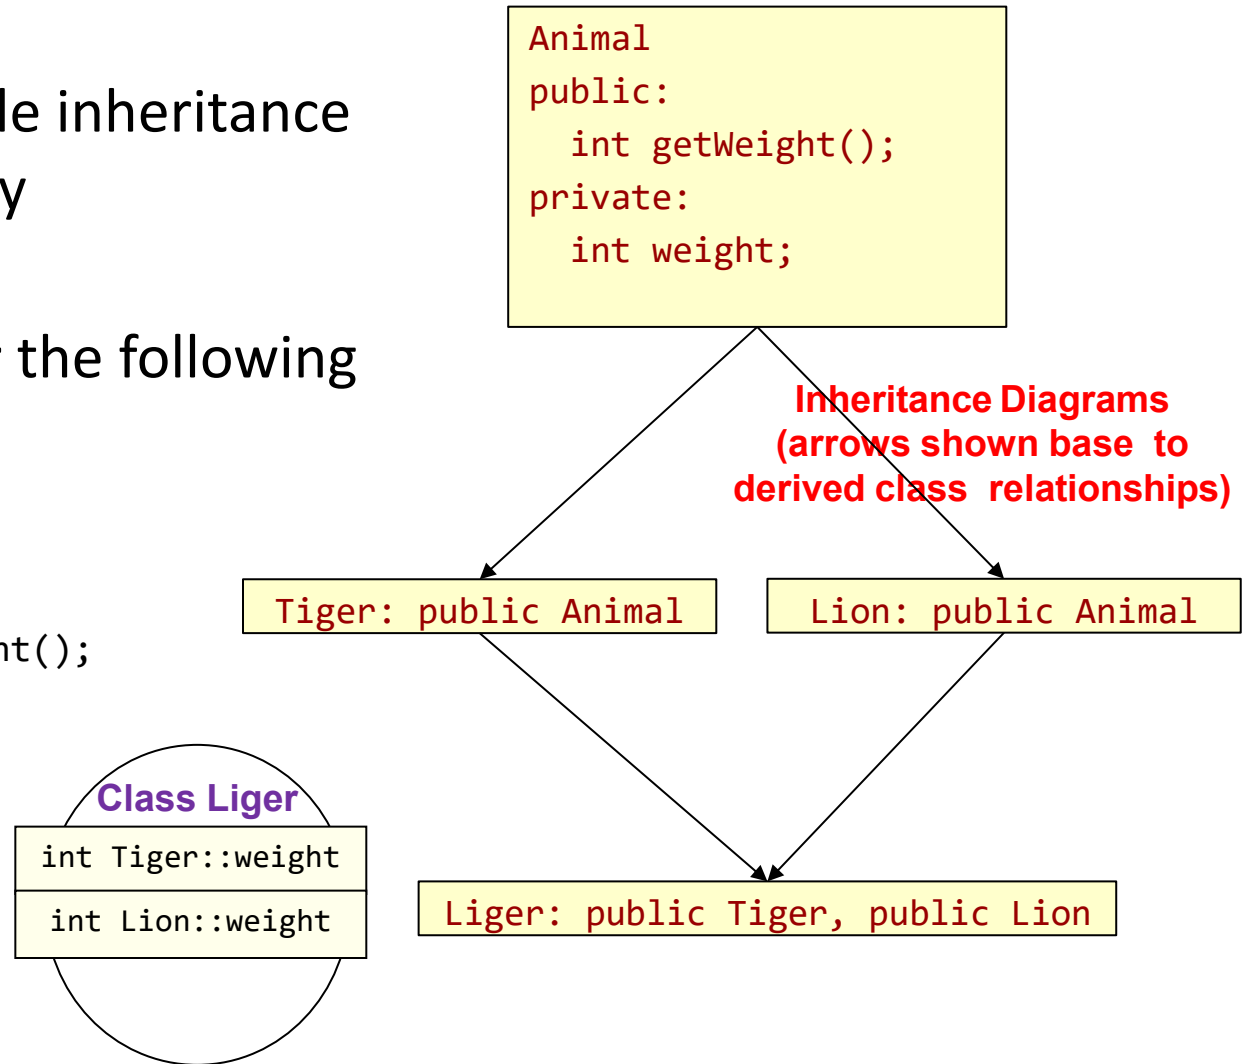 le inheritance
y
r the following
nt();
Animal
public:
int getWeight();
private:
int weight;
Inheritance Diagrams
(arrows shown base to
derived class relationships)
Tiger: public Animal
Lion: public Animal
Class Liger
int Tiger::weight
int Lion::weight
Liger: public Tiger, public Lion